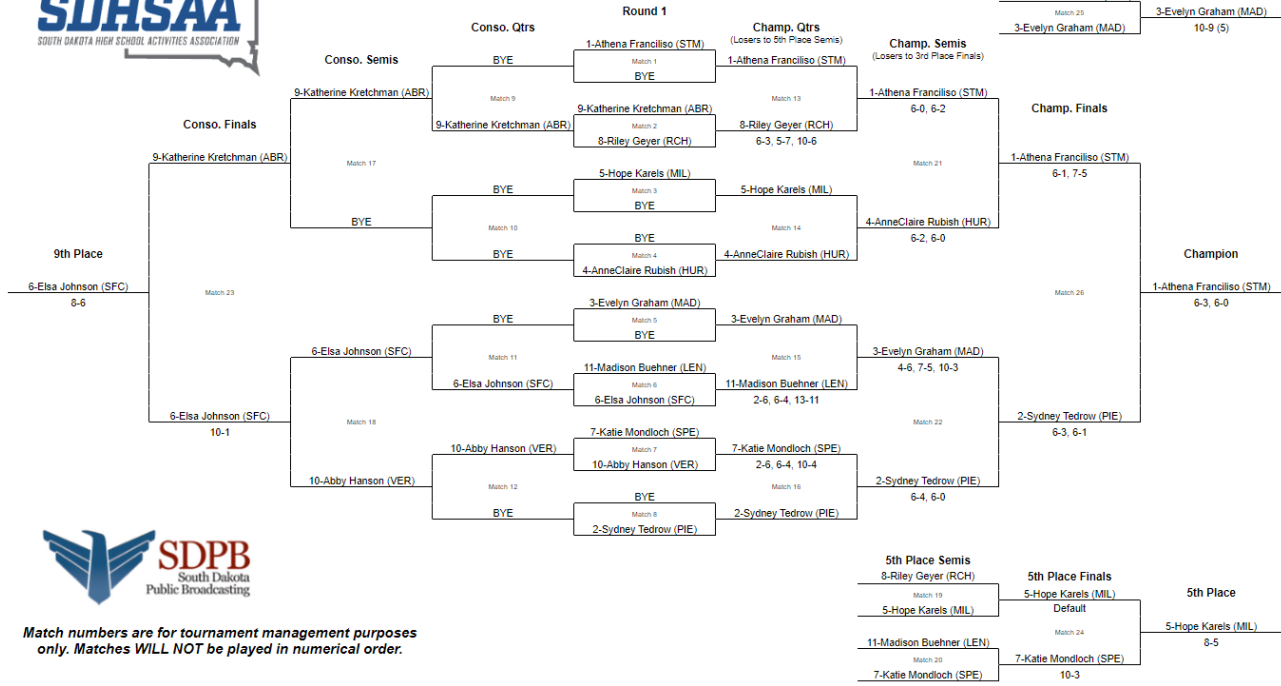 SDHSAA
SOUTH DAKOTA HIGH SCHOOL ACTIVITIES ASSOCIATION
Round 1
Conso. Qtrs
Champ. Qtrs
(Losers to 5th Place Semis)
Conso. Semis
Champ. Semis
(Losers to 3rd Place Finals)
Conso. Finals
Champ. Finals
9th Place
Champion
Match 25
3-Evelyn Graham (MAD)
3-Evelyn Graham (MAD)
10-9 (5)
1-Athena Franciliso (STM)
Match 1
BYE
9-Katherine Kretchman (ABR)
Match 2
8-Riley Geyer (RCH)
5-Hope Karels (MIL)
Match 3
BYE
BYE
Match 4
4-AnneClaire Rubish (HUR)
3-Evelyn Graham (MAD)
Match 5
BYE
11-Madison Buehner (LEN)
Match 6
6-Elsa Johnson (SFC)
7-Katie Mondloch (SPE)
Match 7
10-Abby Hanson (VER)
BYE
Match 8
2-Sydney Tedrow (PIE)
BYE
Match 9
9-Katherine Kretchman (ABR)
BYE
Match 10
BYE
BYE
Match 11
6-Elsa Johnson (SFC)
10-Abby Hanson (VER)
Match 12
BYE
9-Katherine Kretchman (ABR)
Match 17
BYE
6-Elsa Johnson (SFC)
Match 18
10-Abby Hanson (VER)
9-Katherine Kretchman (ABR)
Match 23
6-Elsa Johnson (SFC)
10-1
6-Elsa Johnson (SFC)
8-6
1-Athena Franciliso (STM)
Match 13
8-Riley Geyer (RCH)
6-3, 5-7, 10-6
5-Hope Karels (MIL)
Match 14
4-AnneClaire Rubish (HUR)
3-Evelyn Graham (MAD)
Match 15
11-Madison Buehner (LEN)
2-6, 6-4, 13-11
7-Katie Mondloch (SPE)
2-6, 6-4, 10-4
Match 16
2-Sydney Tedrow (PIE)
1-Athena Franciliso (STM)
6-0, 6-2
Match 21
4-AnneClaire Rubish (HUR)
6-2, 6-0
3-Evelyn Graham (MAD)
4-6, 7-5, 10-3
Match 22
2-Sydney Tedrow (PIE)
6-4, 6-0
1-Athena Franciliso (STM)
6-1, 7-5
Match 26
2-Sydney Tedrow (PIE)
6-3, 6-1
1-Athena Franciliso (STM)
6-3, 6-0
SDPB
South Dakota
Public Broadcasting
Match numbers are for tournament management purposes
only. Matches WILL NOT be played in numerical order.
5th Place Semis
8-Riley Geyer (RCH)
Match 19
5-Hope Karels (MIL)
11-Madison Buehner (LEN)
Match 20
7-Katie Mondloch (SPE)
5th Place Finals
5-Hope Karels (MIL)
Default
Match 24
7-Katie Mondloch (SPE)
10-3
5th Place
5-Hope Karels (MIL)
8-5